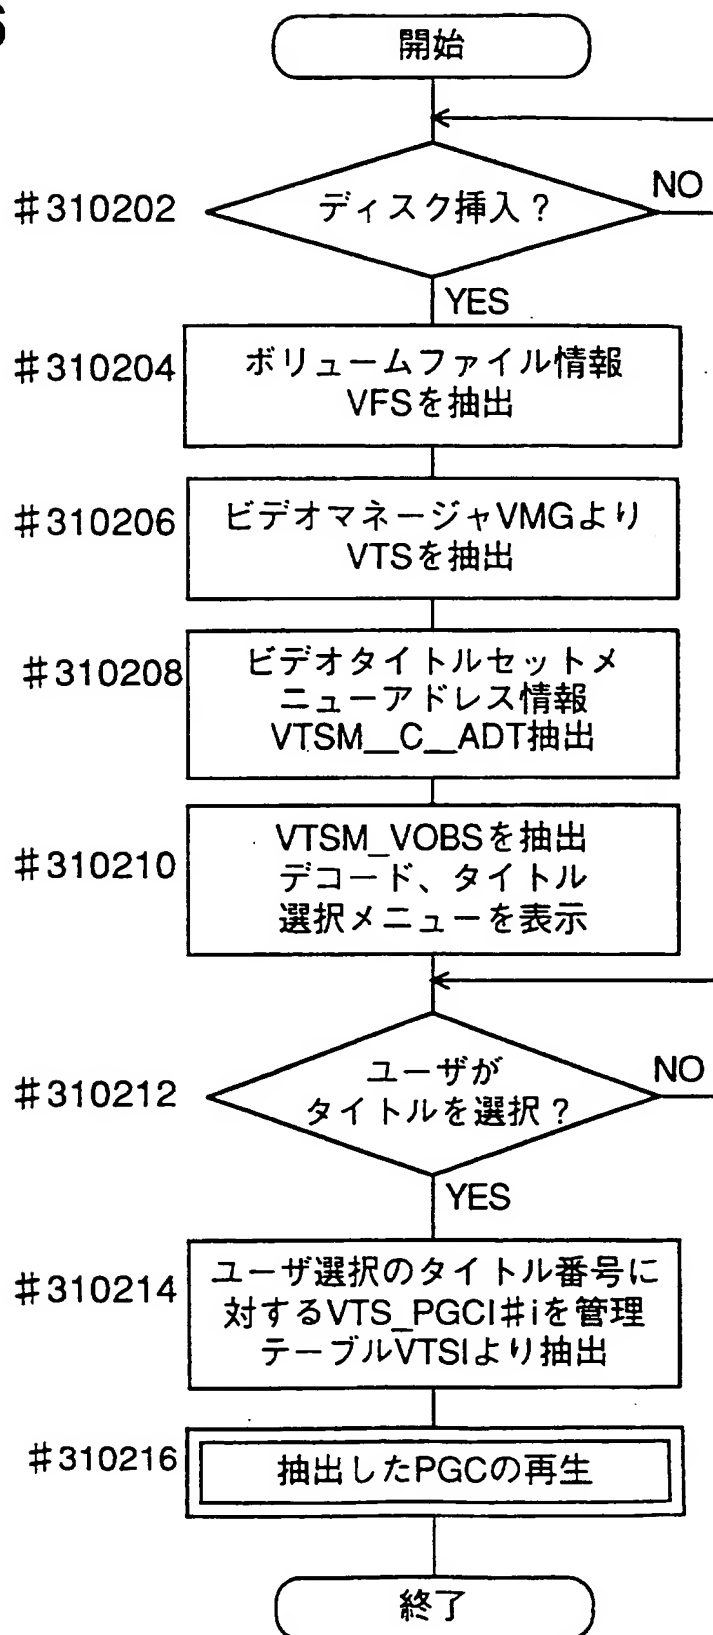 6
開始
#310202
ディスク挿入?
NO
YES
#310204
ボリュームファイル情報
VFSを抽出
#310206
ビデオマネージャVMGより
VTSを抽出
#310208
ビデオタイトルセットメ
ニューアドレス情報
VTSM__C__ADT抽出
#310210
VTSM_VOBSを抽出
デコード、タイトル
選択メニューを表示
#310212
ユーザが
タイトルを選択?
NO
YES
#310214
ユーザ選択のタイトル番号に
対するVTS_PGCI#iを管理
テーブルVTSIより抽出
#310216
抽出したPGCの再生
終了